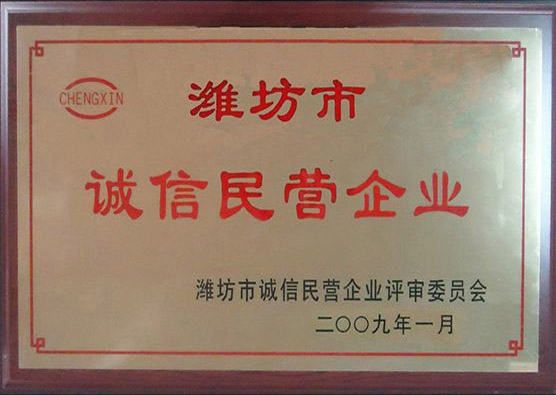 CHENGXIN
潍坊市
诚信民营企业
潍坊市诚信民营企业评审委员会
二〇〇九年一月